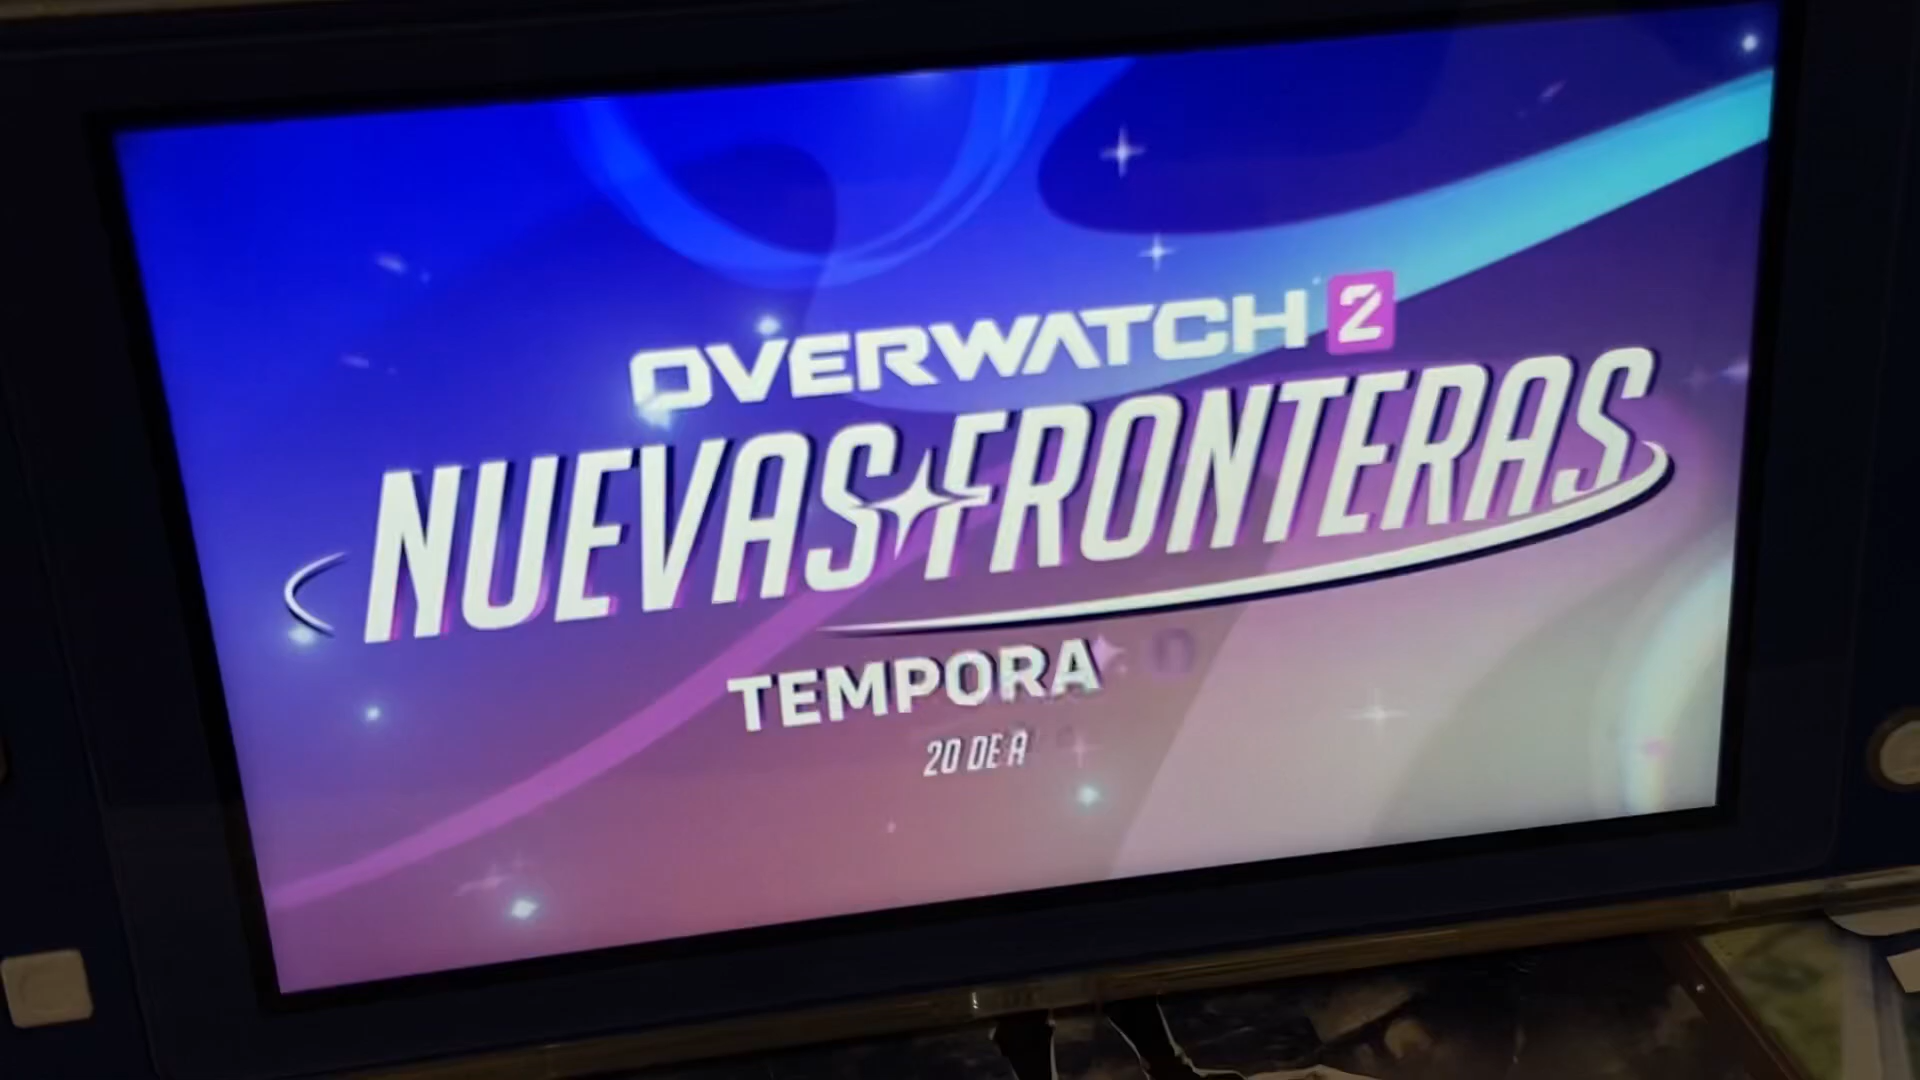 OVERWATCH 2
NUEVAS FRONTERAS
TEMPORA
20 DE A